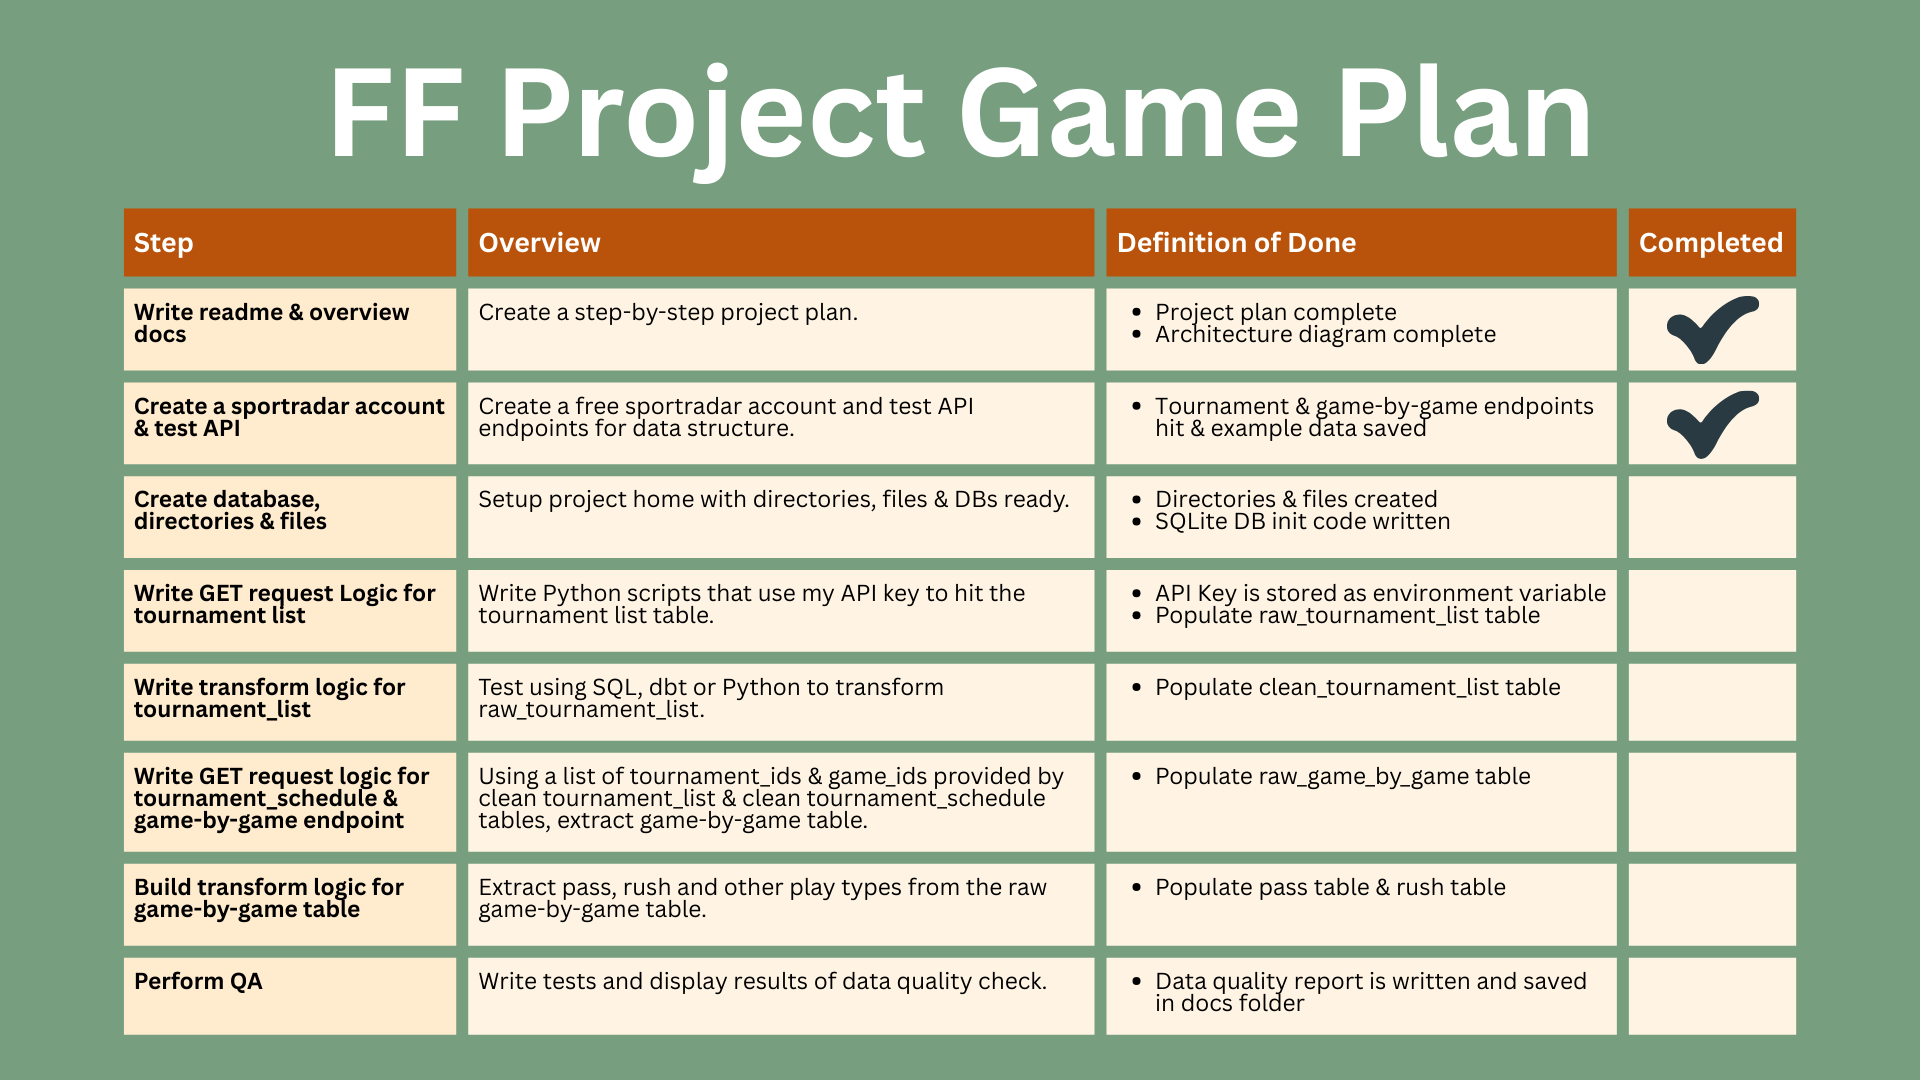 FF Project Game Plan
Step
Overview
Definition of Done
Completed
Write readme & overview
docs
Create a step-by-step project plan.
• Project plan complete
• Architecture diagram complete
Create a sportradar account
& test API
Create a free sportradar account and test API
endpoints for data structure.
• Tournament & game-by-game endpoints
hit & example data saved
Create database,
directories & files
Setup project home with directories, files & DBs ready.
• Directories & files created
• SQLite DB init code written
Write GET request Logic for
tournament list
Write Python scripts that use my API key to hit the
tournament list table.
• API Key is stored as environment variable
• Populate raw_tournament_list table
Write transform logic for
tournament_list
Test using SQL, dbt or Python to transform
raw_tournament_list.
• Populate clean_tournament_list table
Write GET request logic for
tournament_schedule &
game-by-game endpoint
Using a list of tournament_ids & game_ids provided by
clean tournament_list & clean tournament_schedule
tables, extract game-by-game table.
• Populate raw_game_by_game table
Build transform logic for
game-by-game table
Extract pass, rush and other play types from the raw
game-by-game table.
• Populate pass table & rush table
Perform QA
Write tests and display results of data quality check.
• Data quality report is written and saved
in docs folder